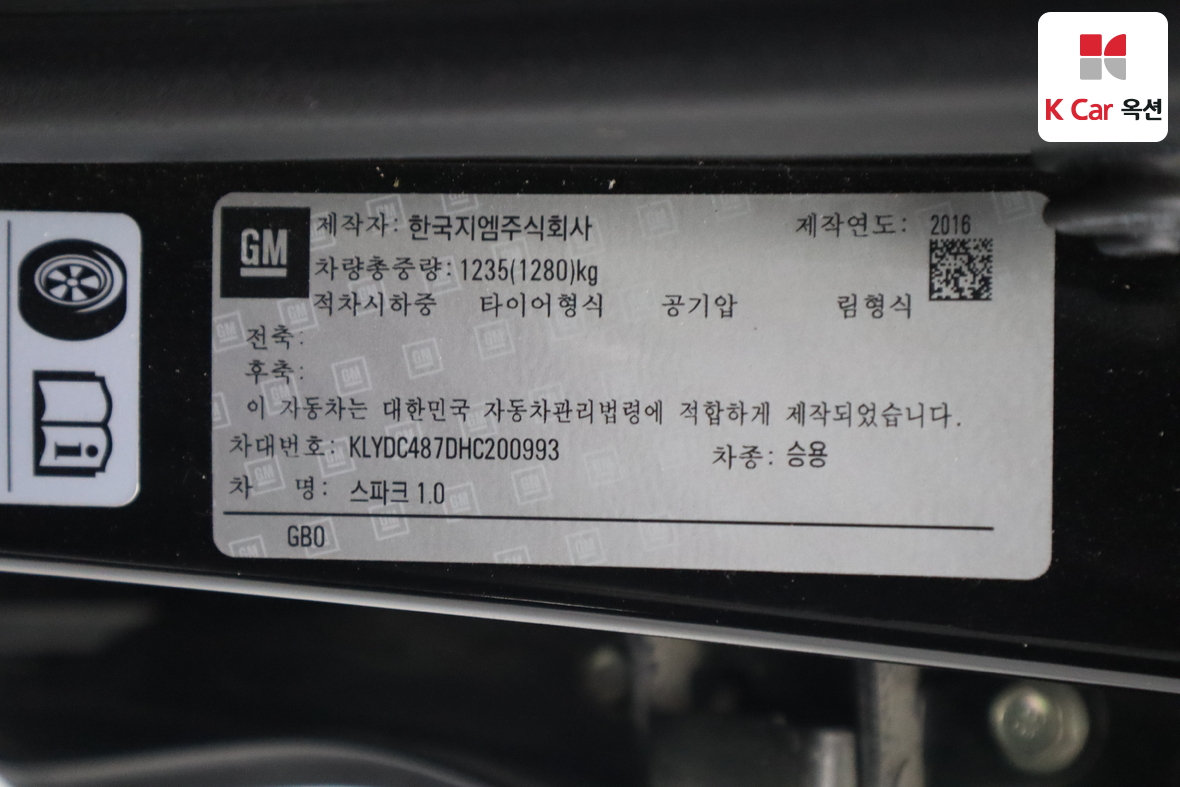 K Car 옥션
GM 제작자: 한국지엠주식회사 제작연도: 2016
차량총중량: 1235(1280)kg
적차시하중 타이어형식 공기압 림형식
전축:
후축:
이 자동차는 대한민국 자동차관리법령에 적합하게 제작되었습니다.
차대번호: KLYDC487DHC200993 차종: 승용
차 명: 스파크 1.0
GB0